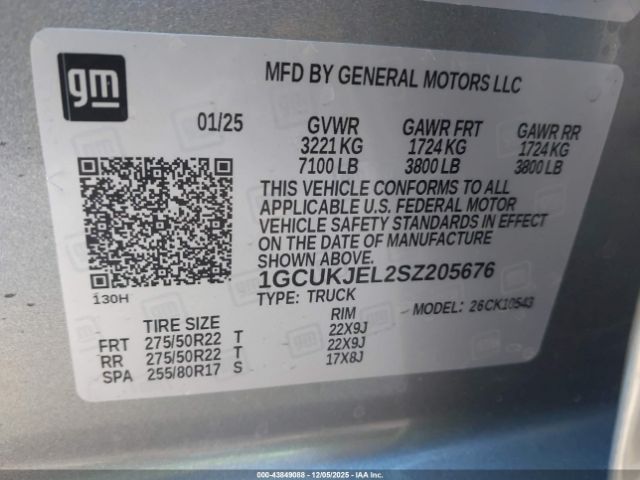 gm
MFD BY GENERAL MOTORS LLC
01/25 GVWR GAWR FRT GAWR RR
3221 KG 1724 KG 1724 KG
7100 LB 3800 LB 3800 LB
THIS VEHICLE CONFORMS TO ALL
APPLICABLE U.S. FEDERAL MOTOR
VEHICLE SAFETY STANDARDS IN EFFECT
ON THE DATE OF MANUFACTURE
SHOWN ABOVE.
1GCUKJEL2SZ205676
130H
TYPE: TRUCK MODEL: 26CK10543
TIRE SIZE RIM
FRT 275/50R22 T 22X9J
RR 275/50R22 T 22X9J
SPA 255/80R17 S 17X8J
000-43849088 12/05/2025 IAAI.CA